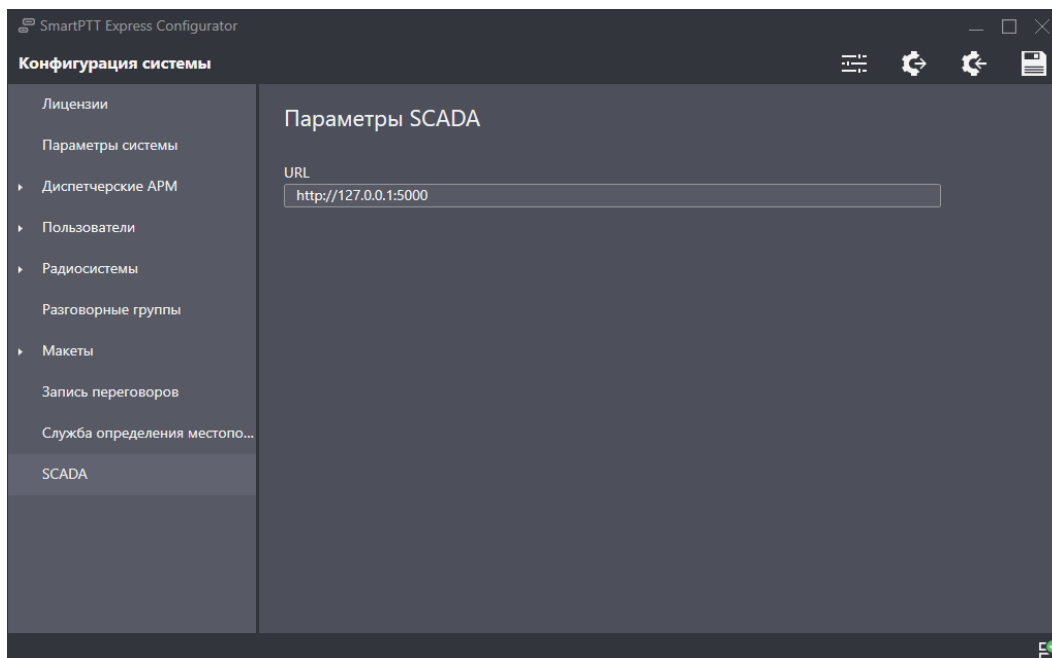 SmartPTT Express Configurator
Конфигурация системы
Лицензии
Параметры системы
Диспетчерские АРМ
Пользователи
Радиосистемы
Разговорные группы
Макеты
Запись переговоров
Служба определения местопо...
SCADA
Параметры SCADA
URL
http://127.0.0.1:5000